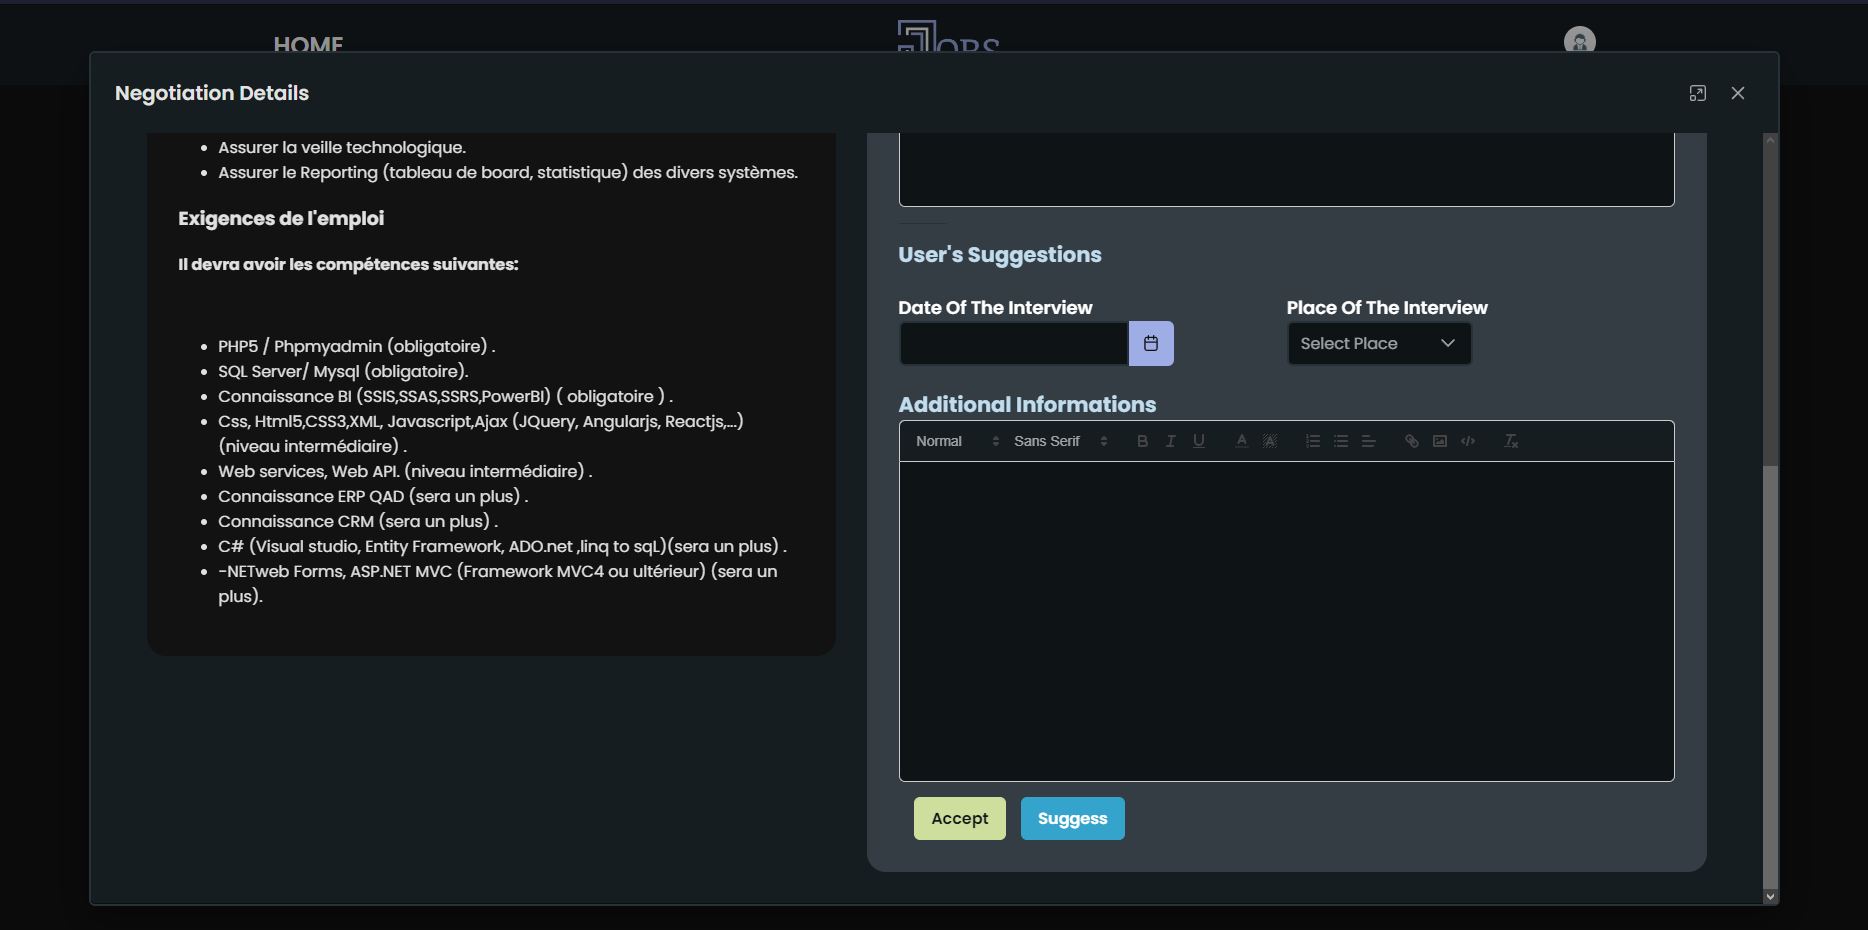 HOME
JOBS
Negotiation Details
Assurer la veille technologique.
Assurer le Reporting (tableau de board, statistique) des divers systèmes.
Exigences de l'emploi
Il devra avoir les compétences suivantes:
PHP5 / Phpmyadmin (obligatoire) .
SQL Server/ Mysql (obligatoire).
Connaissance BI (SSIS,SSAS,SSRS,PowerBI) ( obligatoire ) .
Css, Html5,CSS3,XML, Javascript,Ajax (JQuery, Angularjs, Reactjs,...)
(niveau intermédiaire) .
Web services, Web API. (niveau intermédiaire) .
Connaissance ERP QAD (sera un plus) .
Connaissance CRM (sera un plus) .
C# (Visual studio, Entity Framework, ADO.net ,linq to sqL)(sera un plus) .
-NETweb Forms, ASP.NET MVC (Framework MVC4 ou ultérieur) (sera un
plus).
User's Suggestions
Date Of The Interview
Place Of The Interview
Select Place
Additional Informations
Normal
Sans Serif
Accept
Suggess